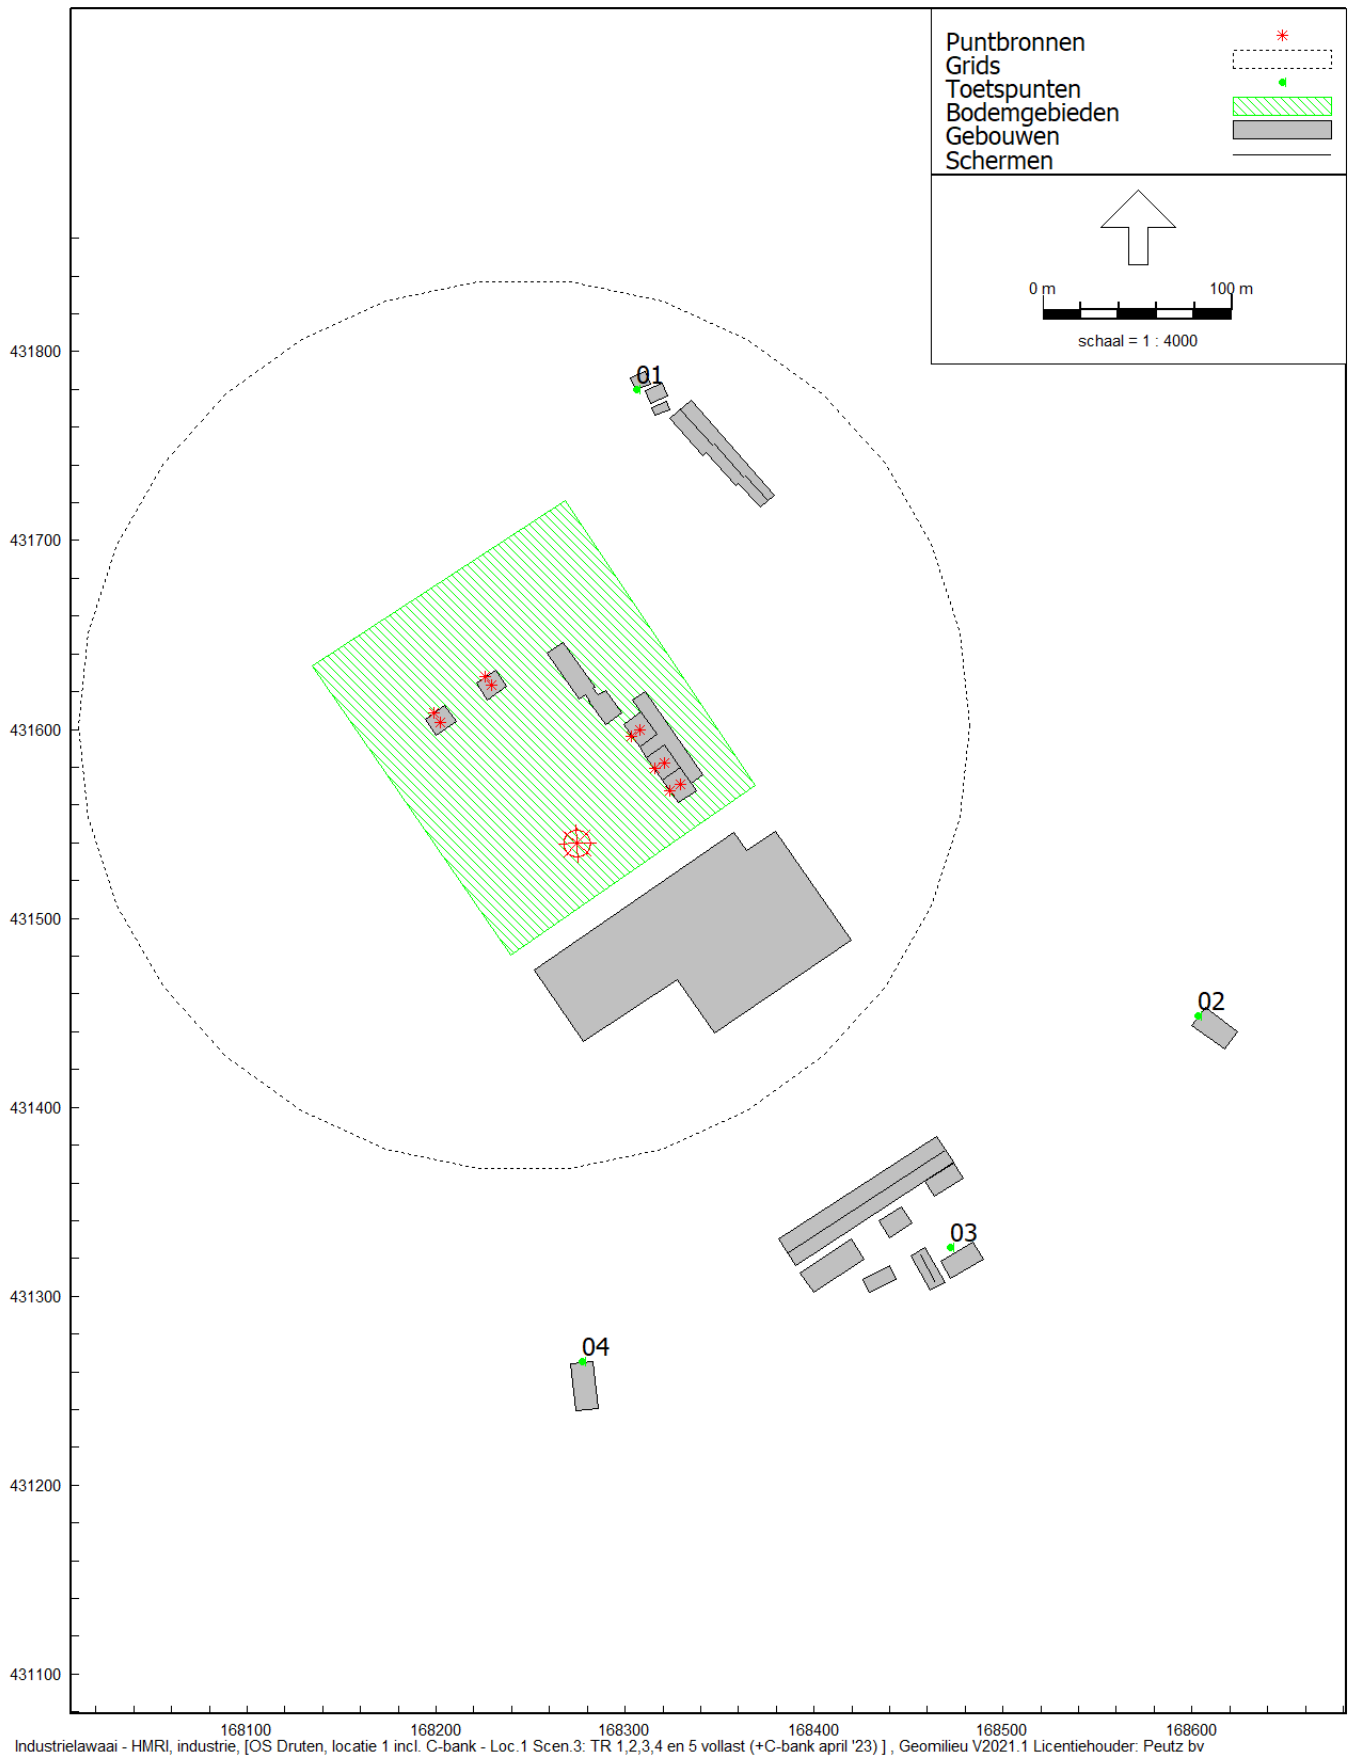 Puntbronnen
Grids
Toetspunten
Bodemgebieden
Gebouwen
Schermen
0 m 100 m
schaal = 1 : 4000
431800
01
431700
431600
431500
02
431400
03
431300
04
431200
431100
168100 168200 168300 168400 168500 168600
Industrielawaai - HMRI, industrie, [OS Druten, locatie 1 incl. C-bank - Loc.1 Scen.3: TR 1,2,3,4 en 5 vollast (+C-bank april '23) ] , Geomilieu V2021.1 Licentiehouder: Peutz bv